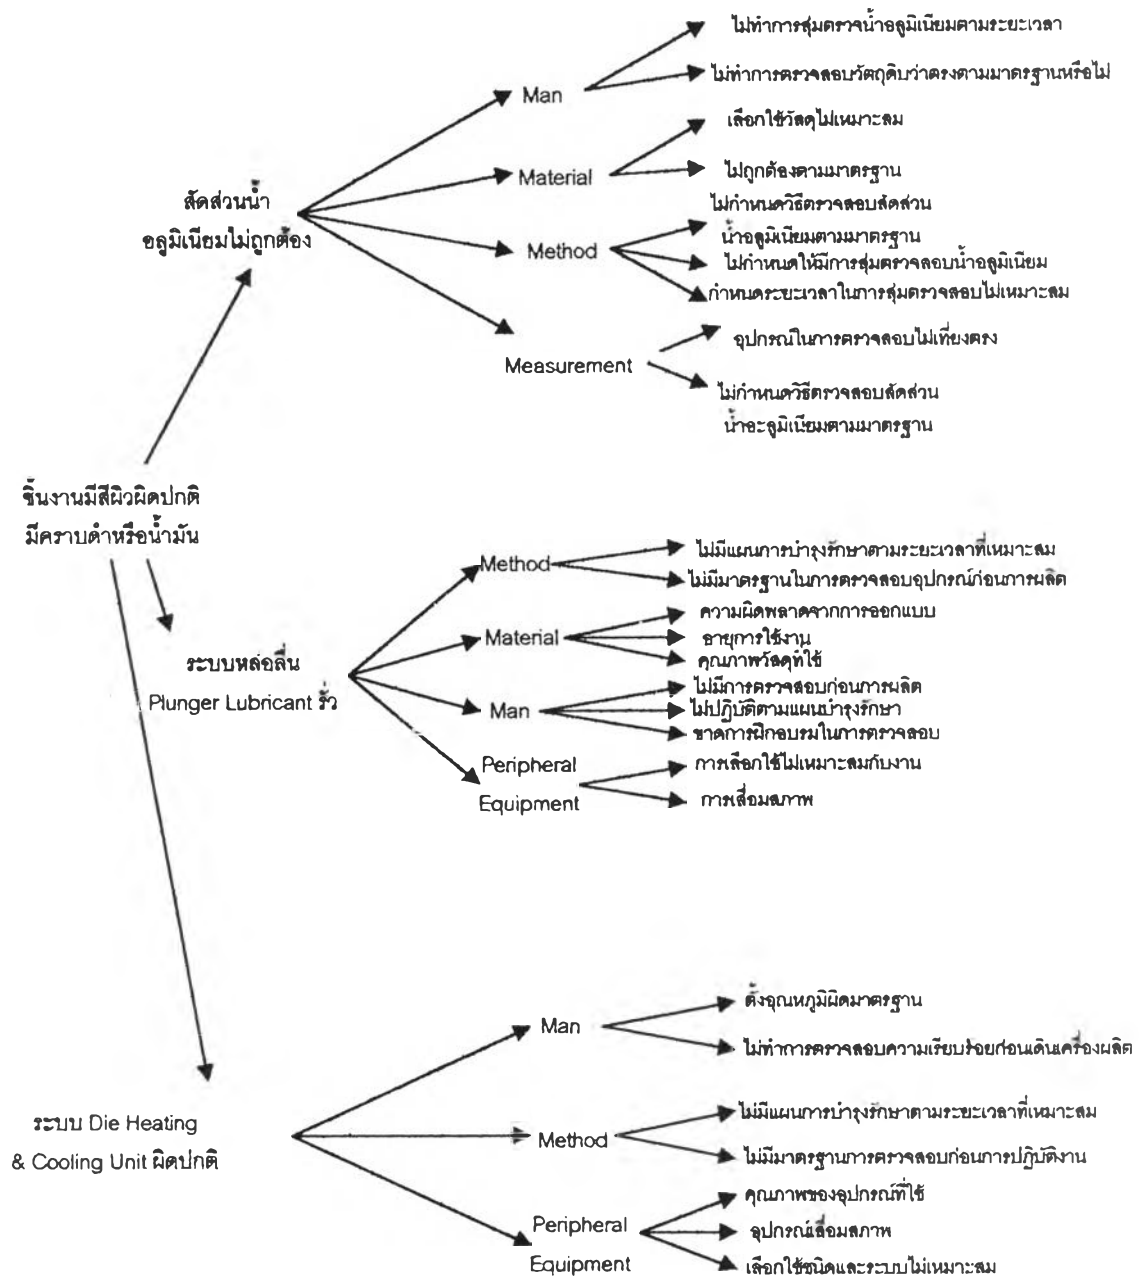 ไม่ทำการสุ่มตรวจน้ำอลูมิเนียมตามระยะเวลา
Man
ไม่ทำการตรวจสอบวัตถุดิบว่าตรงตามมาตรฐานหรือไม่
เลือกใช้วัสดุไม่เหมาะสม
Material
ไม่ถูกต้องตามมาตรฐาน
สัดส่วนน้ำ
อลูมิเนียมไม่ถูกต้อง
ไม่กำหนดวิธีตรวจสอบสัดส่วน
น้ำอลูมิเนียมตามมาตรฐาน
Method
ไม่กำหนดให้มีการสุ่มตรวจสอบน้ำอลูมิเนียม
กำหนดระยะเวลาในการสุ่มตรวจสอบไม่เหมาะสม
อุปกรณ์ในการตรวจสอบไม่เที่ยงตรง
Measurement
ไม่กำหนดวิธีตรวจสอบสัดส่วน
น้ำอะลูมิเนียมตามมาตรฐาน
ชิ้นงานมีสีผิวผิดปกติ
มีคราบดำหรือน้ำมัน
ไม่มีแผนการบำรุงรักษาตามระยะเวลาที่เหมาะสม
Method
ไม่มีมาตรฐานในการตรวจสอบอุปกรณ์ก่อนการผลิต
ความผิดพลาดจากการออกแบบ
Material
อายุการใช้งาน
คุณภาพวัสดุที่ใช้
ระบบหล่อลื่น
Plunger Lubricant รั่ว
ไม่มีการตรวจสอบก่อนการผลิต
Man
ไม่ปฏิบัติตามแผนบำรุงรักษา
ขาดการฝึกอบรมในการตรวจสอบ
Peripheral
Equipment
การเลือกใช้ไม่เหมาะสมกับงาน
การเสื่อมสภาพ
ตั้งอุณหภูมิผิดมาตรฐาน
Man
ไม่ทำการตรวจสอบความเรียบร้อยก่อนเดินเครื่องผลิต
ระบบ Die Heating
& Cooling Unit ผิดปกติ
ไม่มีแผนการบำรุงรักษาตามระยะเวลาที่เหมาะสม
Method
ไม่มีมาตรฐานการตรวจสอบก่อนการปฏิบัติงาน
คุณภาพของอุปกรณ์ที่ใช้
Peripheral
Equipment
อุปกรณ์เสื่อมสภาพ
เลือกใช้ชนิดและระบบไม่เหมาะสม